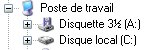 Poste de travail
Disquette 3½ (A:)
Disque local (C:)